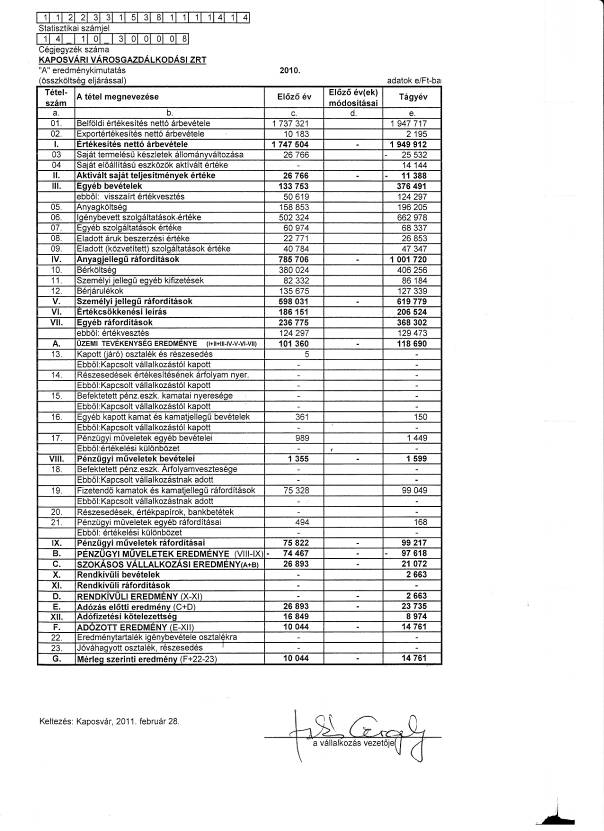 1 1 2 2 3 3 1 5 3 8 1 1 1 1 4 1 4
Statisztikai számjel
1 4 _ 1 0 _ 3 0 0 0 0 8
Cégjegyzék száma
KAPOSVÁRI VÁROSGAZDÁLKODÁSI ZRT
"A" eredménykimutatás 2010.
(összköltség eljárással) adatok e/Ft-ba
Tétel-szám A tétel megnevezése Előző év Előző év(ek) módosításai Tágyév
a. b. c. d. e.
01. Belföldi értékesítés nettó árbevétele 1 737 321 1 947 717
02. Exportértékesítés nettó árbevétele 10 183 2 195
I. Értékesítés nettó árbevétele 1 747 504 - 1 949 912
03 Saját termelésű készletek állományváltozása 26 766 - 25 532
04 Saját előállítású eszközök aktivált értéke - 14 144
II. Aktivált saját teljesítmények értéke 26 766 - - 11 388
III. Egyéb bevételek 133 753 376 491
ebből: visszaírt értékvesztés 50 619 124 297
05. Anyagköltség 158 853 196 205
06. Igénybevett szolgáltatások értéke 502 324 662 978
07. Egyéb szolgáltatások értéke 60 974 68 337
08. Eladott áruk beszerzési értéke 22 771 26 853
09. Eladott (közvetített) szolgáltatások értéke 40 784 47 347
IV. Anyagjellegű ráfordítások 785 706 - 1 001 720
10. Bérköltség 380 024 406 256
11. Személyi jellegű egyéb kifizetések 82 332 86 184
12. Bérjárulékok 135 675 127 339
V. Személyi jellegű ráfordítások 598 031 - 619 779
VI. Értékcsökkenési leírás 186 151 206 524
VII. Egyéb ráfordítások 236 775 368 302
ebből: értékvesztés 124 297 129 473
A. ÜZEMI TEVÉKENYSÉG EREDMÉNYE (I+II+III-IV-V-VI-VII) 101 360 - 118 690
13. Kapott (járó) osztalék és részesedés 5 -
Ebből:Kapcsolt vállalkozástól kapott - -
14. Részesedések értékesítésének árfolyam nyer. - -
Ebből:Kapcsolt vállalkozástól kapott - -
15. Befektetett pénz.eszk. kamatai nyeresége - -
Ebből:Kapcsolt vállalkozástól kapott - -
16. Egyéb kapott kamat és kamatjellegű bevételek 361 150
Ebből:Kapcsolt vállalkozástól kapott - -
17. Pénzügyi műveletek egyéb bevételei 989 1 449
Ebből:értékelési különbözet - -
VIII. Pénzügyi műveletek bevételei 1 355 - 1 599
18. Befektetett pénz.eszk. Árfolyamvesztesége - -
Ebből:Kapcsolt vállalkozástnak adott - -
19. Fizetendő kamatok és kamatjellegű ráfordítások 75 328 99 049
Ebből:Kapcsolt vállalkozástnak adott - -
20. Részesedések, értékpapírok, bankbetétek - -
21. Pénzügyi műveletek egyéb ráfordításai 494 168
Ebből: értékelési különbözet - -
IX. Pénzügyi műveletek ráfordításai 75 822 - 99 217
B. PÉNZÜGYI MŰVELETEK EREDMÉNYE (VIII-IX) - 74 467 - - 97 618
C. SZOKÁSOS VÁLLALKOZÁSI EREDMÉNY(A+B) 26 893 - 21 072
X. Rendkívüli bevételek - 2 663
XI. Rendkívüli ráfordítások - -
D. RENDKÍVÜLI EREDMÉNY (X-XI) - - 2 663
E. Adózás előtti eredmény (C+D) 26 893 - 23 735
XII. Adófizetési kötelezettség 16 849 8 974
F. ADÓZOTT EREDMÉNY (E-XII) 10 044 - 14 761
22. Eredménytartalék igénybevétele osztalékra - -
23. Jóváhagyott osztalék, részesedés - -
G. Mérleg szerinti eredmény (F+22-23) 10 044 - 14 761
Keltezés: Kaposvár, 2011. február 28.
a vállalkozás vezetője